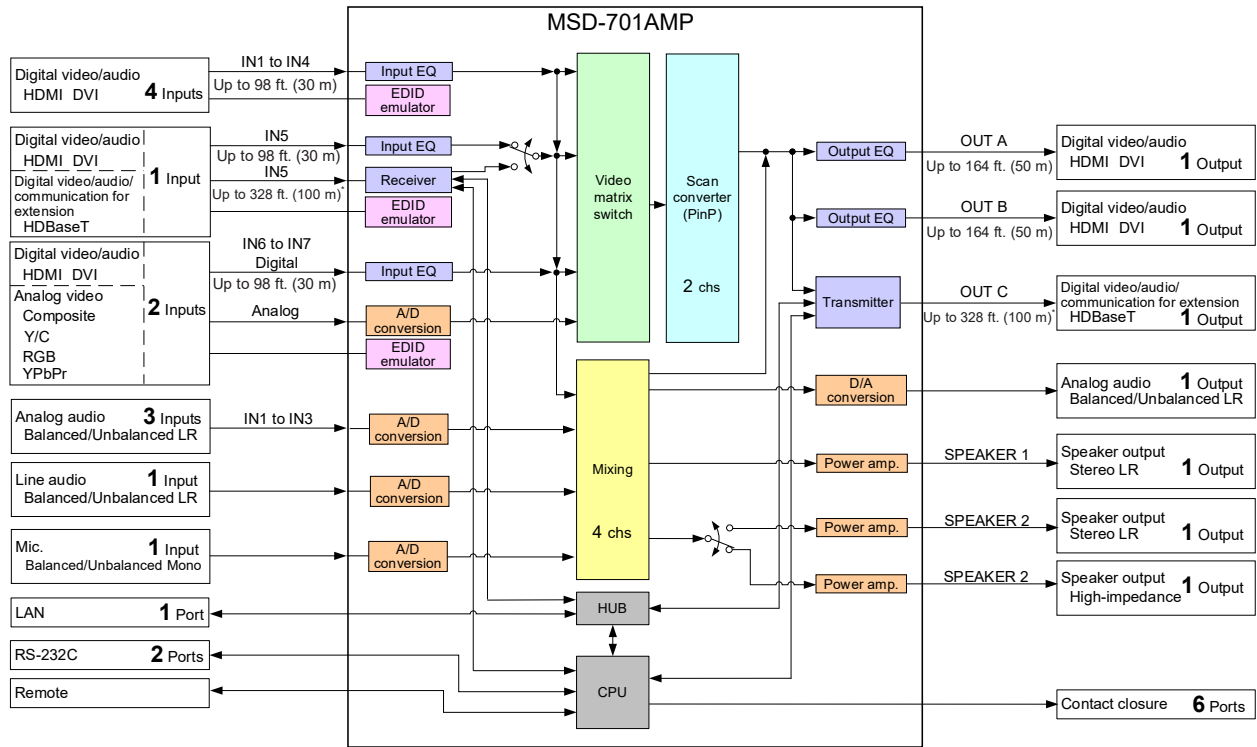 MSD-701AMP
Digital video/audio
HDMI DVI 4 Inputs
IN1 to IN4
Up to 98 ft. (30 m)
Input EQ
EDID
emulator
Digital video/audio
HDMI DVI
Digital video/audio/
communication for
extension
HDBaseT
1 Input
IN5
Up to 98 ft. (30 m)
IN5
Up to 328 ft. (100 m)*
Input EQ
Receiver
EDID
emulator
Digital video/audio
HDMI DVI
Analog video
Composite
Y/C
RGB
YPbPr
2 Inputs
IN6 to IN7
Digital
Up to 98 ft. (30 m)
Analog
Input EQ
A/D
conversion
EDID
emulator
Analog audio 3 Inputs
Balanced/Unbalanced LR
IN1 to IN3
A/D
conversion
Line audio 1 Input
Balanced/Unbalanced LR
A/D
conversion
Mic. 1 Input
Balanced/Unbalanced Mono
A/D
conversion
LAN 1 Port
RS-232C 2 Ports
Remote
Video
matrix
switch
Scan
converter
(PinP)
2 chs
Mixing
4 chs
HUB
CPU
Output EQ
OUT A
Up to 164 ft. (50 m)
Digital video/audio
HDMI DVI 1 Output
Output EQ
OUT B
Up to 164 ft. (50 m)
Digital video/audio
HDMI DVI 1 Output
Transmitter
OUT C
Up to 328 ft. (100 m)*
Digital video/audio/
communication for extension
HDBaseT 1 Output
D/A
conversion
Analog audio 1 Output
Balanced/Unbalanced LR
Power amp.
SPEAKER 1
Speaker output
Stereo LR 1 Output
Power amp.
SPEAKER 2
Speaker output
Stereo LR 1 Output
Power amp.
SPEAKER 2
Speaker output
High-impedance 1 Output
Contact closure 6 Ports